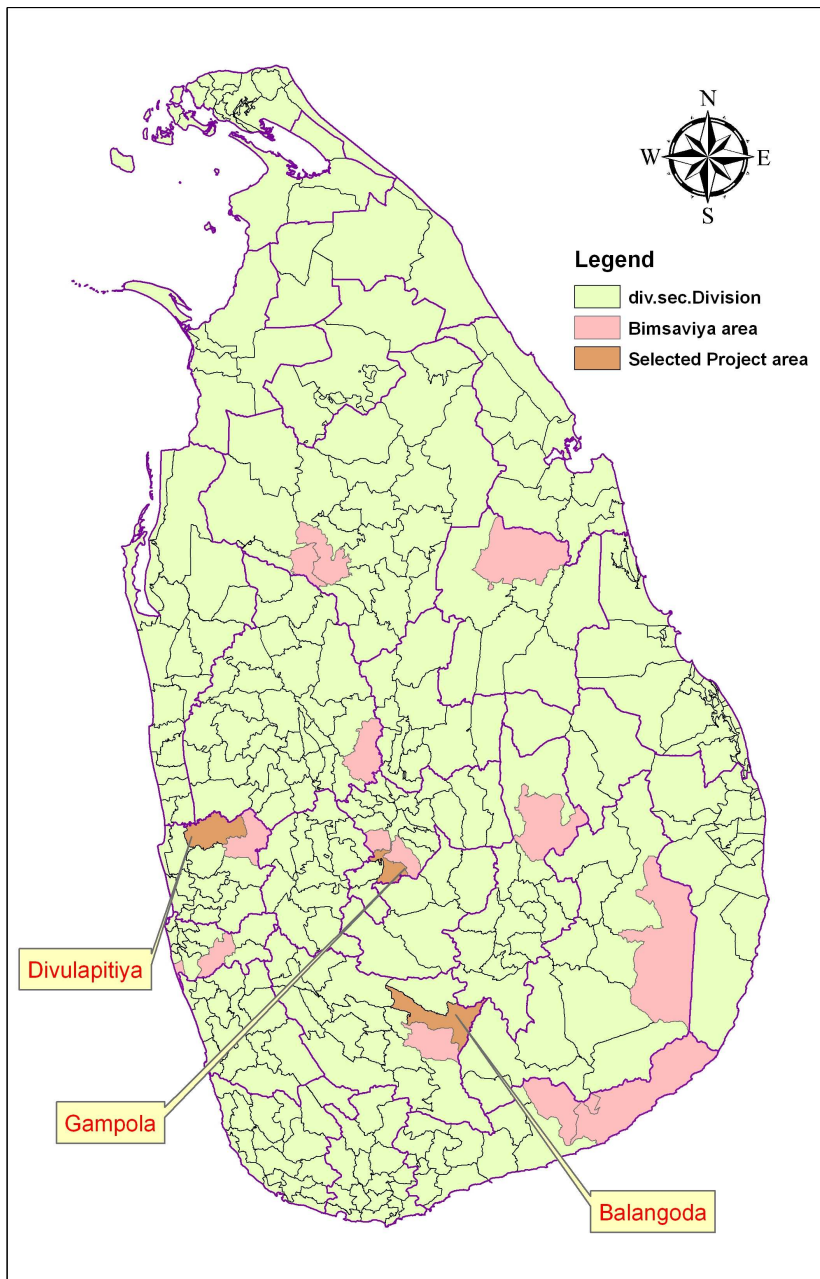 N
W
E
S
Legend
div.sec.Division
Bimsaviya area
Selected Project area
Divulapitiya
Gampola
Balangoda